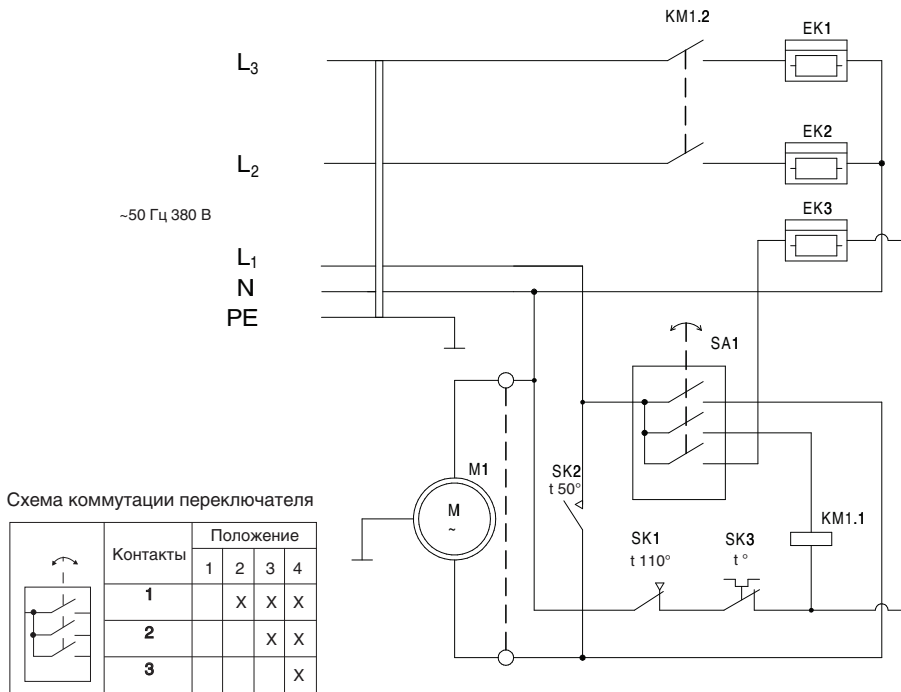 KM1.2
EK1
L₃
EK2
L₂
~50 Гц 380 В
EK3
L₁
N
PE
SA1
M1
SK2
t 50°
M
~
KM1.1
SK1
t 110°
SK3
t °
Схема коммутации переключателя
Контакты
Положение
1 2 3 4
1 X X X
2 X X
3 X